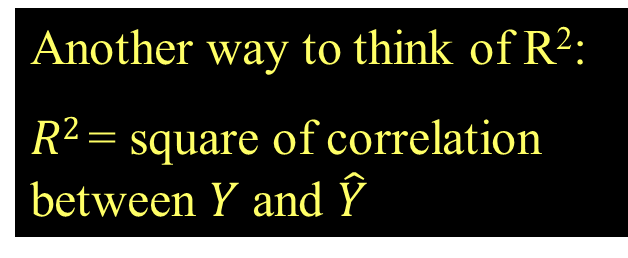 Another way to think of R²:
R² = square of correlation
between Y and Ŷ